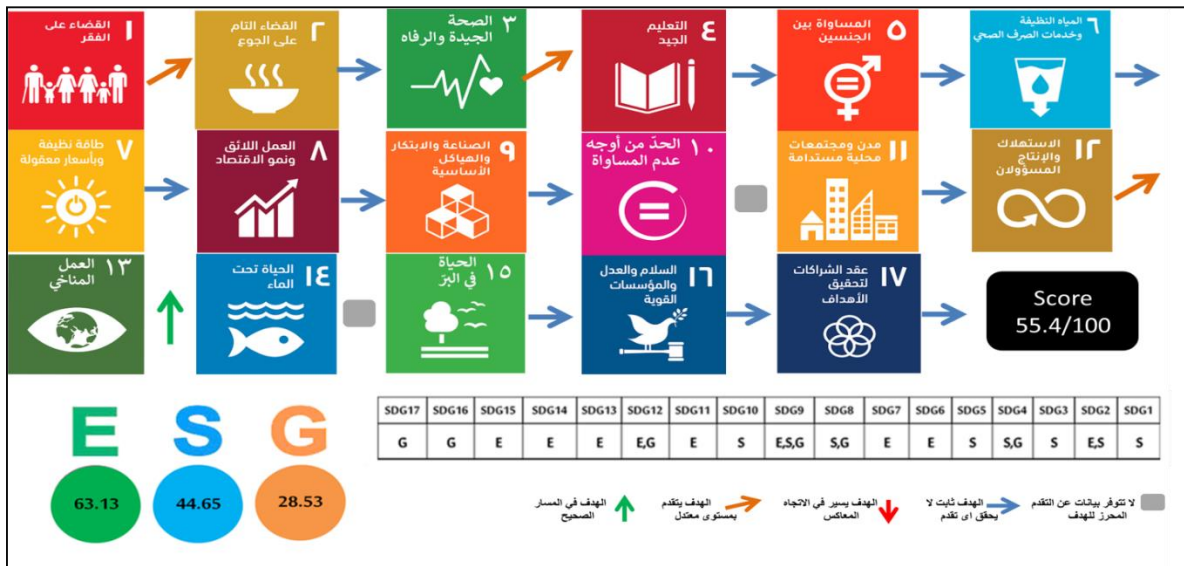 ١ القضاء على
الفقر
٢ القضاء التام
على الجوع
٣ الصحة
الجيدة والرفاه
٤ التعليم
الجيد
٥ المساواة بين
الجنسين
٦ المياه النظيفة
وخدمات الصرف الصحي
٧ طاقة نظيفة
وبأسعار معقولة
٨ العمل اللائق
ونمو الاقتصاد
٩ الصناعة والابتكار
والهياكل
الأساسية
١٠ الحدّ من أوجه
عدم المساواة
١١ مدن ومجتمعات
محلية مستدامة
١٢ الاستهلاك
والإنتاج
المسؤولان
١٣ العمل
المناخي
١٤ الحياة تحت
الماء
١٥ الحياة
في البرّ
١٦ السلام والعدل
والمؤسسات
القوية
١٧ عقد الشراكات
لتحقيق
الأهداف
Score
55.4/100
E S G
63.13 44.65 28.53
SDG17 SDG16 SDG15 SDG14 SDG13 SDG12 SDG11 SDG10 SDG9 SDG8 SDG7 SDG6 SDG5 SDG4 SDG3 SDG2 SDG1
G G E E E E,G E S E,S,G S,G E E S S,G S E,S S
لا تتوفر بيانات عن التقدم
المحرز للهدف
الهدف ثابت لا
يحقق اى تقدم
الهدف يسير في الاتجاه
المعاكس
الهدف يتقدم
بمستوى معتدل
الهدف في المسار
الصحيح